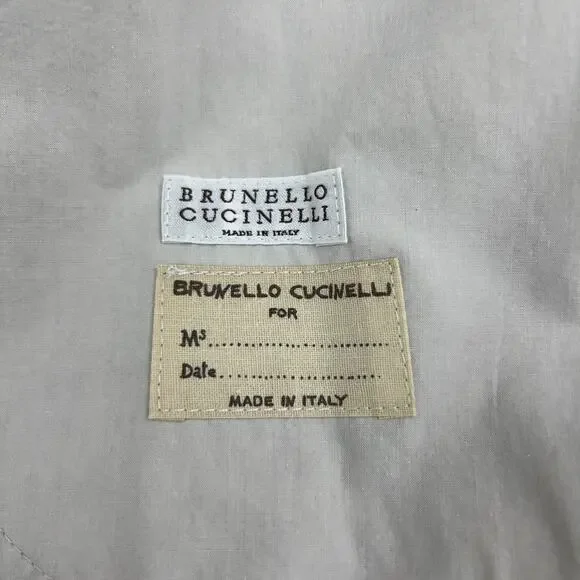 BRUNELLO
CUCINELLI
MADE IN ITALY
BRUNELLO CUCINELLI
FOR
Ms..............................
Date............................
MADE IN ITALY